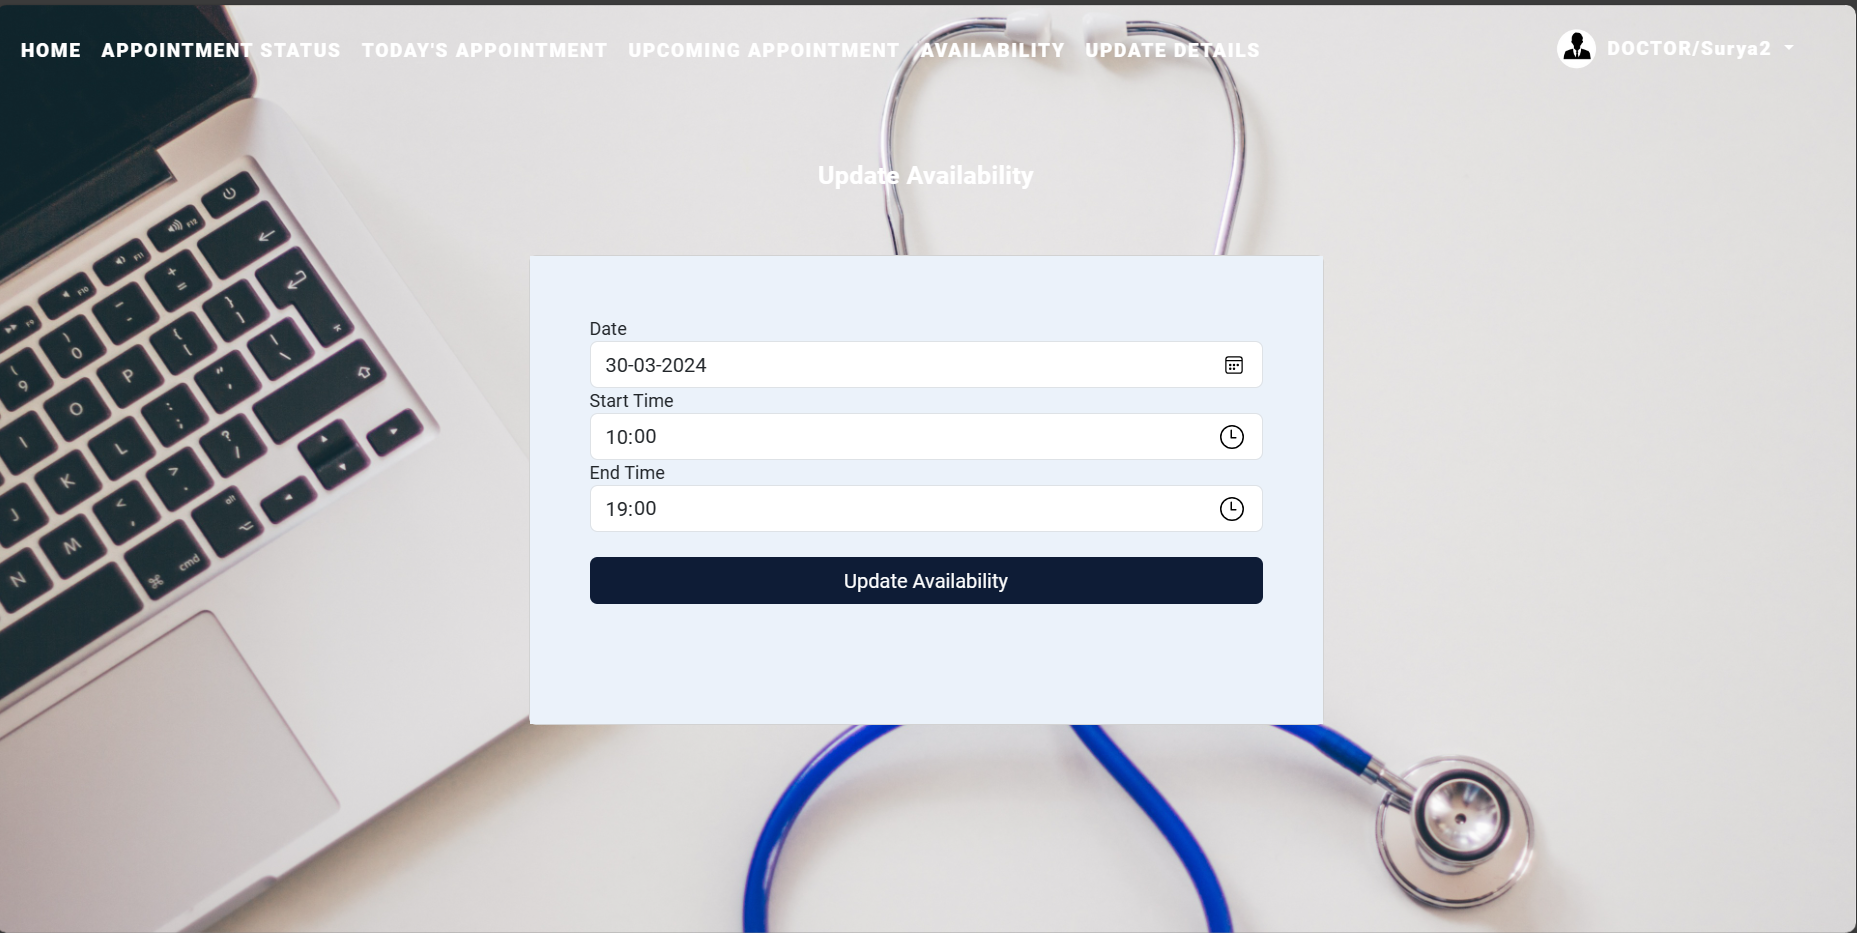 HOME APPOINTMENT STATUS TODAY'S APPOINTMENT UPCOMING APPOINTMENT AVAILABILITY UPDATE DETAILS DOCTOR/Surya2
Update Availability
Date
30-03-2024
Start Time
10:00
End Time
19:00
Update Availability